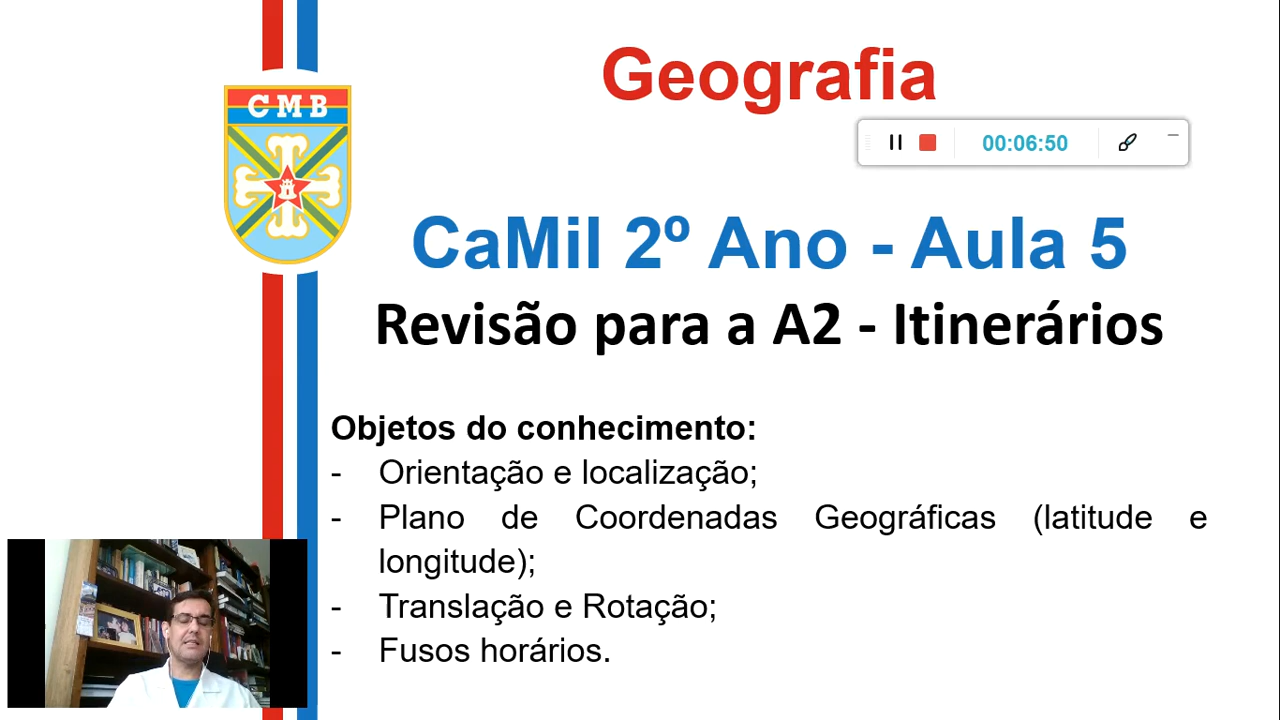 Geografia
CMB
00:06:50
CaMil 2º Ano - Aula 5
Revisão para a A2 - Itinerários
Objetos do conhecimento:
- Orientação e localização;
- Plano de Coordenadas Geográficas (latitude e
longitude);
- Translação e Rotação;
- Fusos horários.